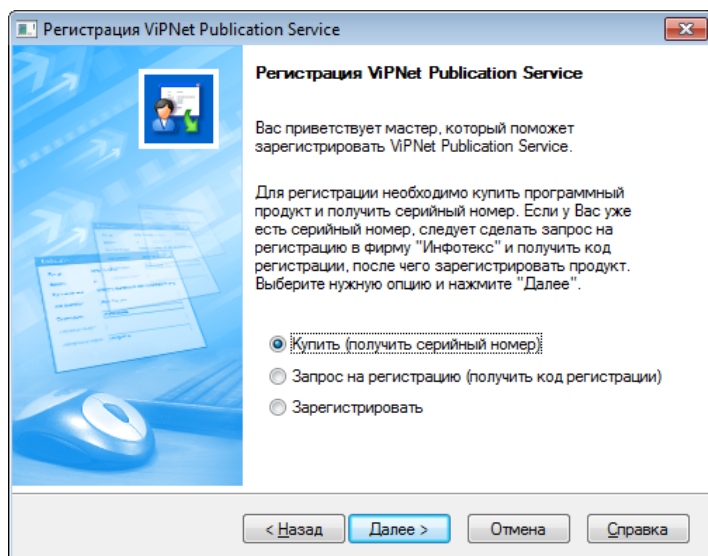 Регистрация ViPNet Publication Service
Регистрация ViPNet Publication Service
Вас приветствует мастер, который поможет
зарегистрировать ViPNet Publication Service.
Для регистрации необходимо купить программный
продукт и получить серийный номер. Если у Вас уже
есть серийный номер, следует сделать запрос на
регистрацию в фирму "Инфотекс" и получить код
регистрации, после чего зарегистрировать продукт.
Выберите нужную опцию и нажмите "Далее".
Купить (получить серийный номер)
Запрос на регистрацию (получить код регистрации)
Зарегистрировать
< Назад Далее > Отмена Справка